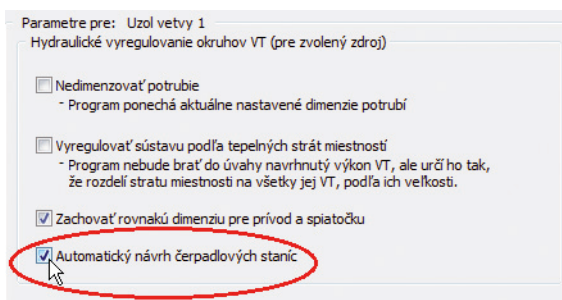 Parametre pre: Uzol vetvy 1
Hydraulické vyregulovanie okruhov VT (pre zvolený zdroj)
Nedimenzovať potrubie
- Program ponechá aktuálne nastavené dimenzie potrubí
Vyregulovať sústavu podľa tepelných strát miestností
- Program nebude brať do úvahy navrhnutý výkon VT, ale určí ho tak,
že rozdelí stratu miestnosti na všetky jej VT, podľa ich veľkosti.
Zachovať rovnakú dimenziu pre prívod a spiatočku
Automatický návrh čerpadlových staníc